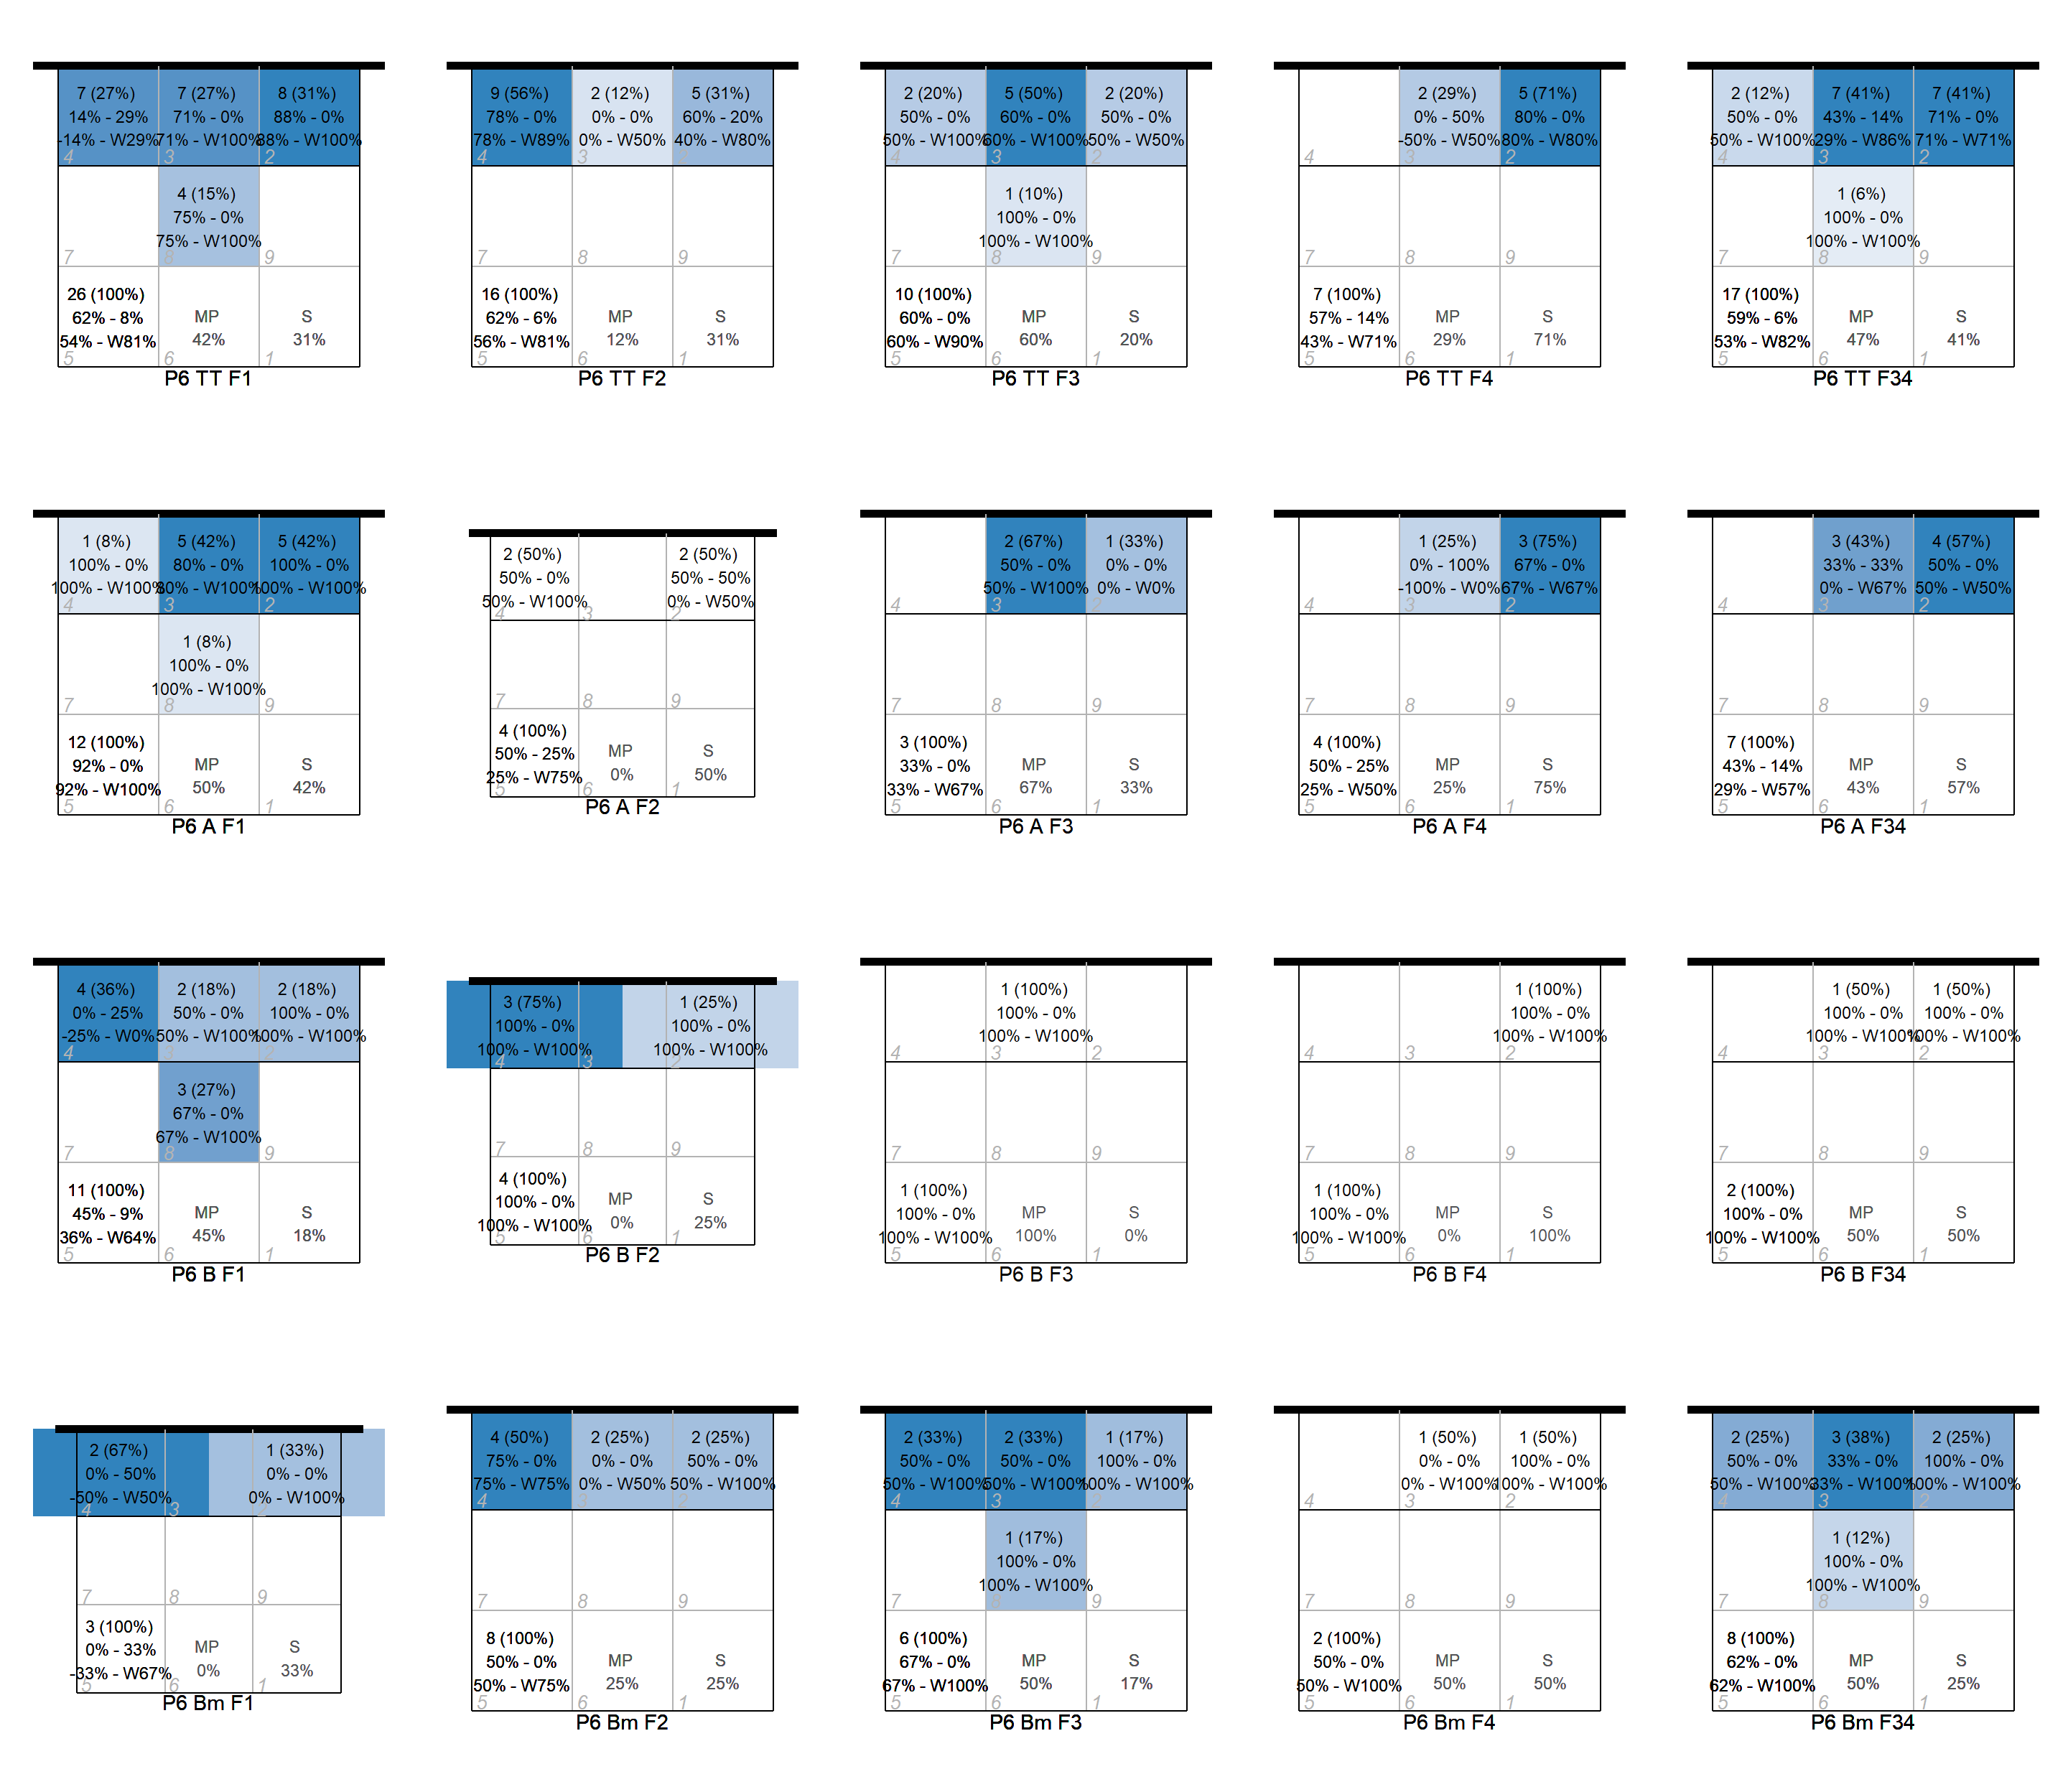 7 (27%) 7 (27%) 8 (31%)
14% - 29% 71% - 0% 88% - 0%
-14% - W29% 71% - W100% 88% - W100%
4 3 2
4 (15%)
75% - 0%
75% - W100%
7 8 9
26 (100%)
62% - 8% MP S
54% - W81% 42% 31%
5 6 1
P6 TT F1
9 (56%) 2 (12%) 5 (31%)
78% - 0% 0% - 0% 60% - 20%
78% - W89% 0% - W50% 40% - W80%
4 3 2
7 8 9
16 (100%)
62% - 6% MP S
56% - W81% 12% 31%
5 6 1
P6 TT F2
2 (20%) 5 (50%) 2 (20%)
50% - 0% 60% - 0% 50% - 0%
50% - W100% 60% - W100% 50% - W50%
4 3 2
1 (10%)
100% - 0%
100% - W100%
7 8 9
10 (100%)
60% - 0% MP S
60% - W90% 60% 20%
5 6 1
P6 TT F3
2 (29%) 5 (71%)
0% - 50% 80% - 0%
-50% - W50% 80% - W80%
4 3 2
7 8 9
7 (100%)
57% - 14% MP S
43% - W71% 29% 71%
5 6 1
P6 TT F4
2 (12%) 7 (41%) 7 (41%)
50% - 0% 43% - 14% 71% - 0%
50% - W100% 29% - W86% 71% - W71%
4 3 2
1 (6%)
100% - 0%
100% - W100%
7 8 9
17 (100%)
59% - 6% MP S
53% - W82% 47% 41%
5 6 1
P6 TT F34
1 (8%) 5 (42%) 5 (42%)
100% - 0% 80% - 0% 100% - 0%
100% - W100% 80% - W100% 100% - W100%
4 3 2
1 (8%)
100% - 0%
100% - W100%
7 8 9
12 (100%)
92% - 0% MP S
92% - W100% 50% 42%
5 6 1
P6 A F1
2 (50%) 2 (50%)
50% - 0% 50% - 50%
50% - W100% 0% - W50%
4 3 2
7 8 9
4 (100%)
50% - 25% MP S
25% - W75% 0% 50%
5 6 1
P6 A F2
2 (67%) 1 (33%)
50% - 0% 0% - 0%
50% - W100% 0% - W0%
4 3 2
7 8 9
3 (100%)
33% - 0% MP S
33% - W67% 67% 33%
5 6 1
P6 A F3
1 (25%) 3 (75%)
0% - 100% 67% - 0%
-100% - W0% 67% - W67%
4 3 2
7 8 9
4 (100%)
50% - 25% MP S
25% - W50% 25% 75%
5 6 1
P6 A F4
3 (43%) 4 (57%)
33% - 33% 50% - 0%
0% - W67% 50% - W50%
4 3 2
7 8 9
7 (100%)
43% - 14% MP S
29% - W57% 43% 57%
5 6 1
P6 A F34
4 (36%) 2 (18%) 2 (18%)
0% - 25% 50% - 0% 100% - 0%
-25% - W0% 50% - W100% 100% - W100%
4 3 2
3 (27%)
67% - 0%
67% - W100%
7 8 9
11 (100%)
45% - 9% MP S
36% - W64% 45% 18%
5 6 1
P6 B F1
3 (75%) 1 (25%)
100% - 0% 100% - 0%
100% - W100% 100% - W100%
4 3 2
7 8 9
4 (100%)
100% - 0% MP S
100% - W100% 0% 25%
5 6 1
P6 B F2
1 (100%)
100% - 0%
100% - W100%
4 3 2
7 8 9
1 (100%)
100% - 0% MP S
100% - W100% 100% 0%
5 6 1
P6 B F3
1 (100%)
100% - 0%
100% - W100%
4 3 2
7 8 9
1 (100%)
100% - 0% MP S
100% - W100% 0% 100%
5 6 1
P6 B F4
1 (50%) 1 (50%)
100% - 0% 100% - 0%
100% - W100% 100% - W100%
4 3 2
7 8 9
2 (100%)
100% - 0% MP S
100% - W100% 50% 50%
5 6 1
P6 B F34
2 (67%) 1 (33%)
0% - 50% 0% - 0%
-50% - W50% 0% - W100%
4 3 2
7 8 9
3 (100%)
0% - 33% MP S
-33% - W67% 0% 33%
5 6 1
P6 Bm F1
4 (50%) 2 (25%) 2 (25%)
75% - 0% 0% - 0% 50% - 0%
75% - W75% 0% - W50% 50% - W100%
4 3 2
7 8 9
8 (100%)
50% - 0% MP S
50% - W75% 25% 25%
5 6 1
P6 Bm F2
2 (33%) 2 (33%) 1 (17%)
50% - 0% 50% - 0% 100% - 0%
50% - W100% 50% - W100% 100% - W100%
4 3 2
1 (17%)
100% - 0%
100% - W100%
7 8 9
6 (100%)
67% - 0% MP S
67% - W100% 50% 17%
5 6 1
P6 Bm F3
1 (50%) 1 (50%)
0% - 0% 100% - 0%
0% - W100% 100% - W100%
4 3 2
7 8 9
2 (100%)
50% - 0% MP S
50% - W100% 50% 50%
5 6 1
P6 Bm F4
2 (25%) 3 (38%) 2 (25%)
50% - 0% 33% - 0% 100% - 0%
50% - W100% 33% - W100% 100% - W100%
4 3 2
1 (12%)
100% - 0%
100% - W100%
7 8 9
8 (100%)
62% - 0% MP S
62% - W100% 50% 25%
5 6 1
P6 Bm F34